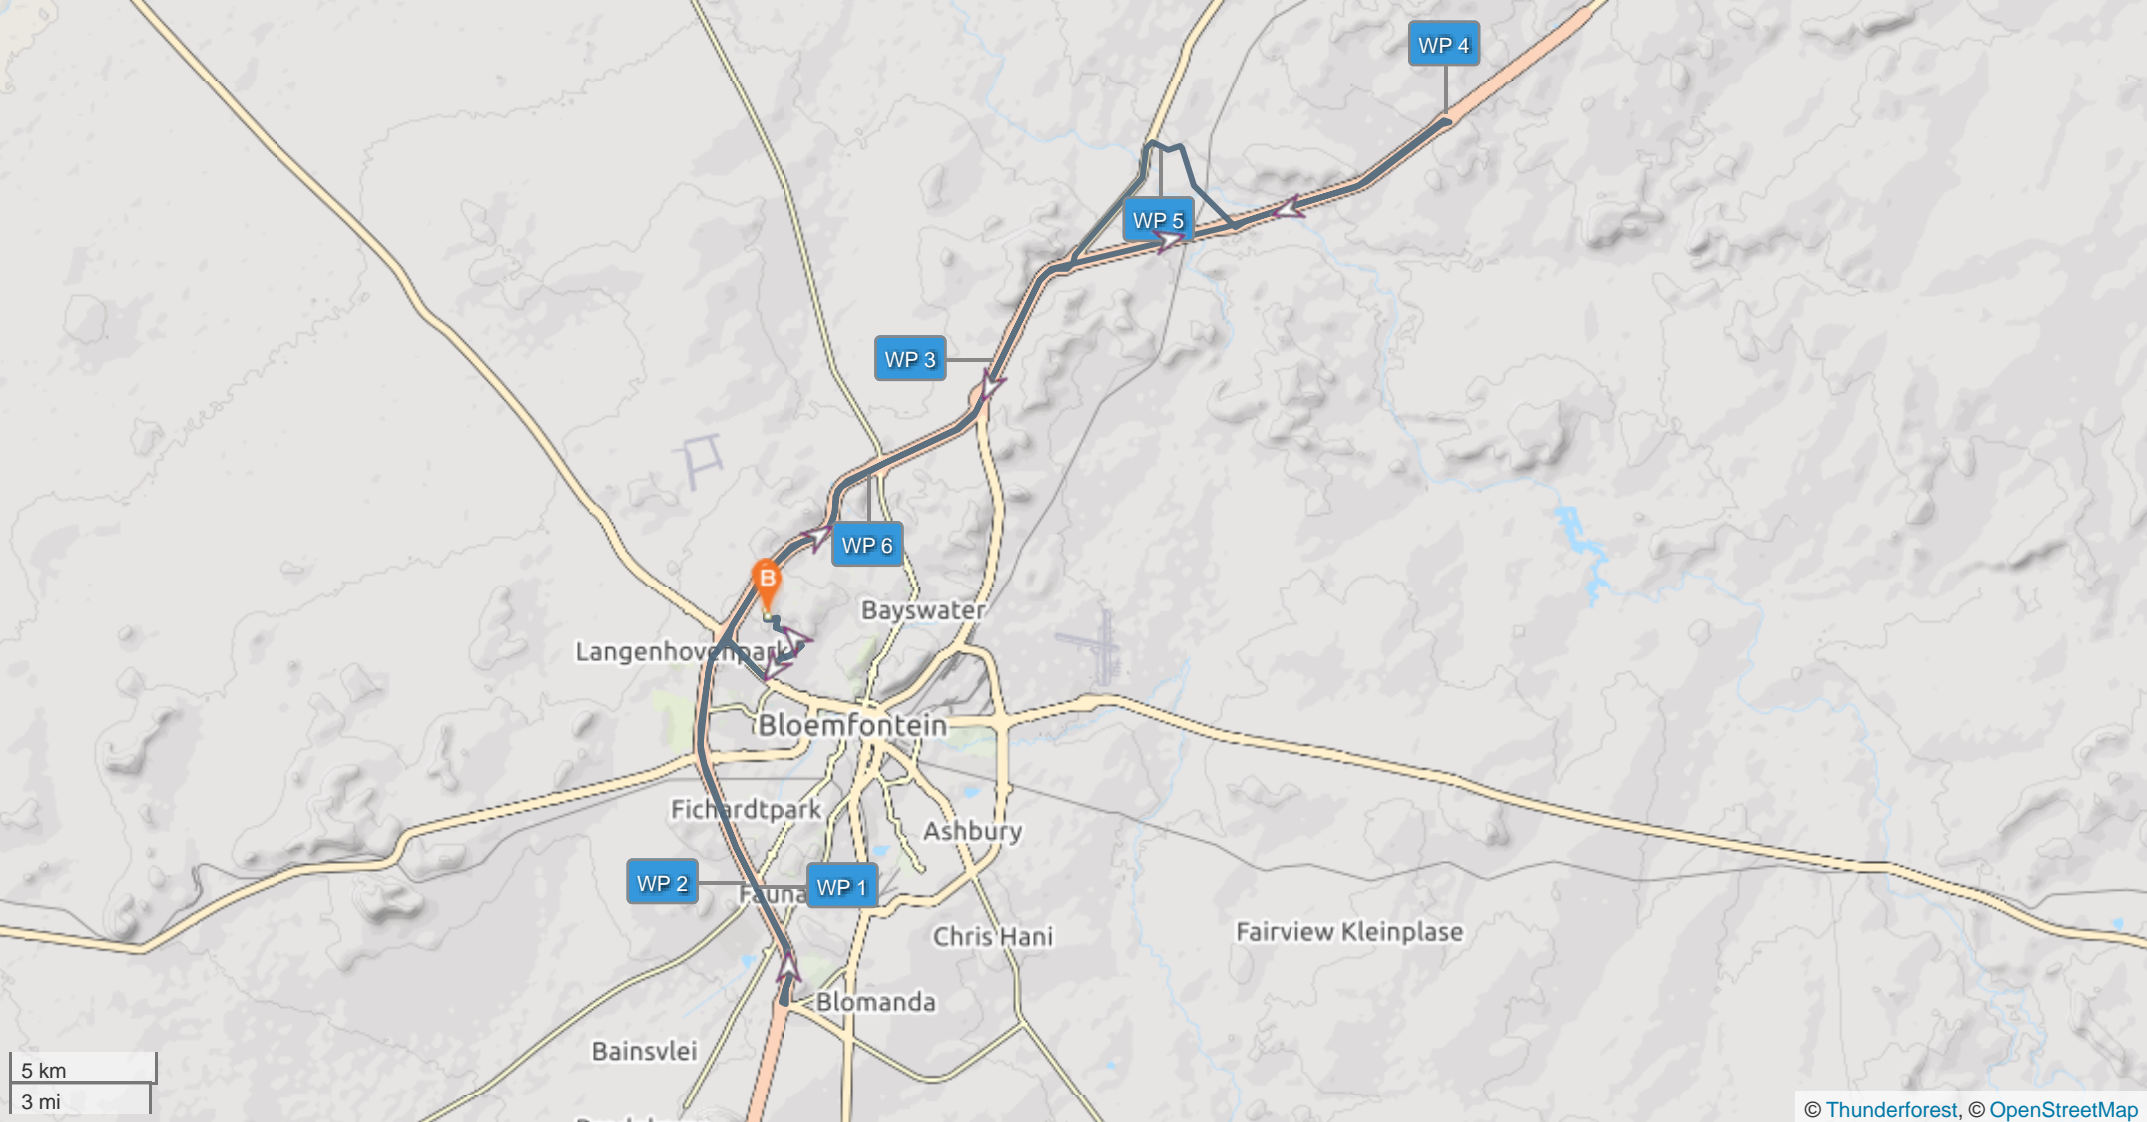 WP 4
WP 5
WP 3
WP 6
B
Bayswater
Langenhovenpark
Bloemfontein
Fichardtpark
Ashbury
WP 2
WP 1
Fauna
Chris Hani
Fairview Kleinplase
Blomanda
Bainsvlei
5 km
3 mi
© Thunderforest, © OpenStreetMap